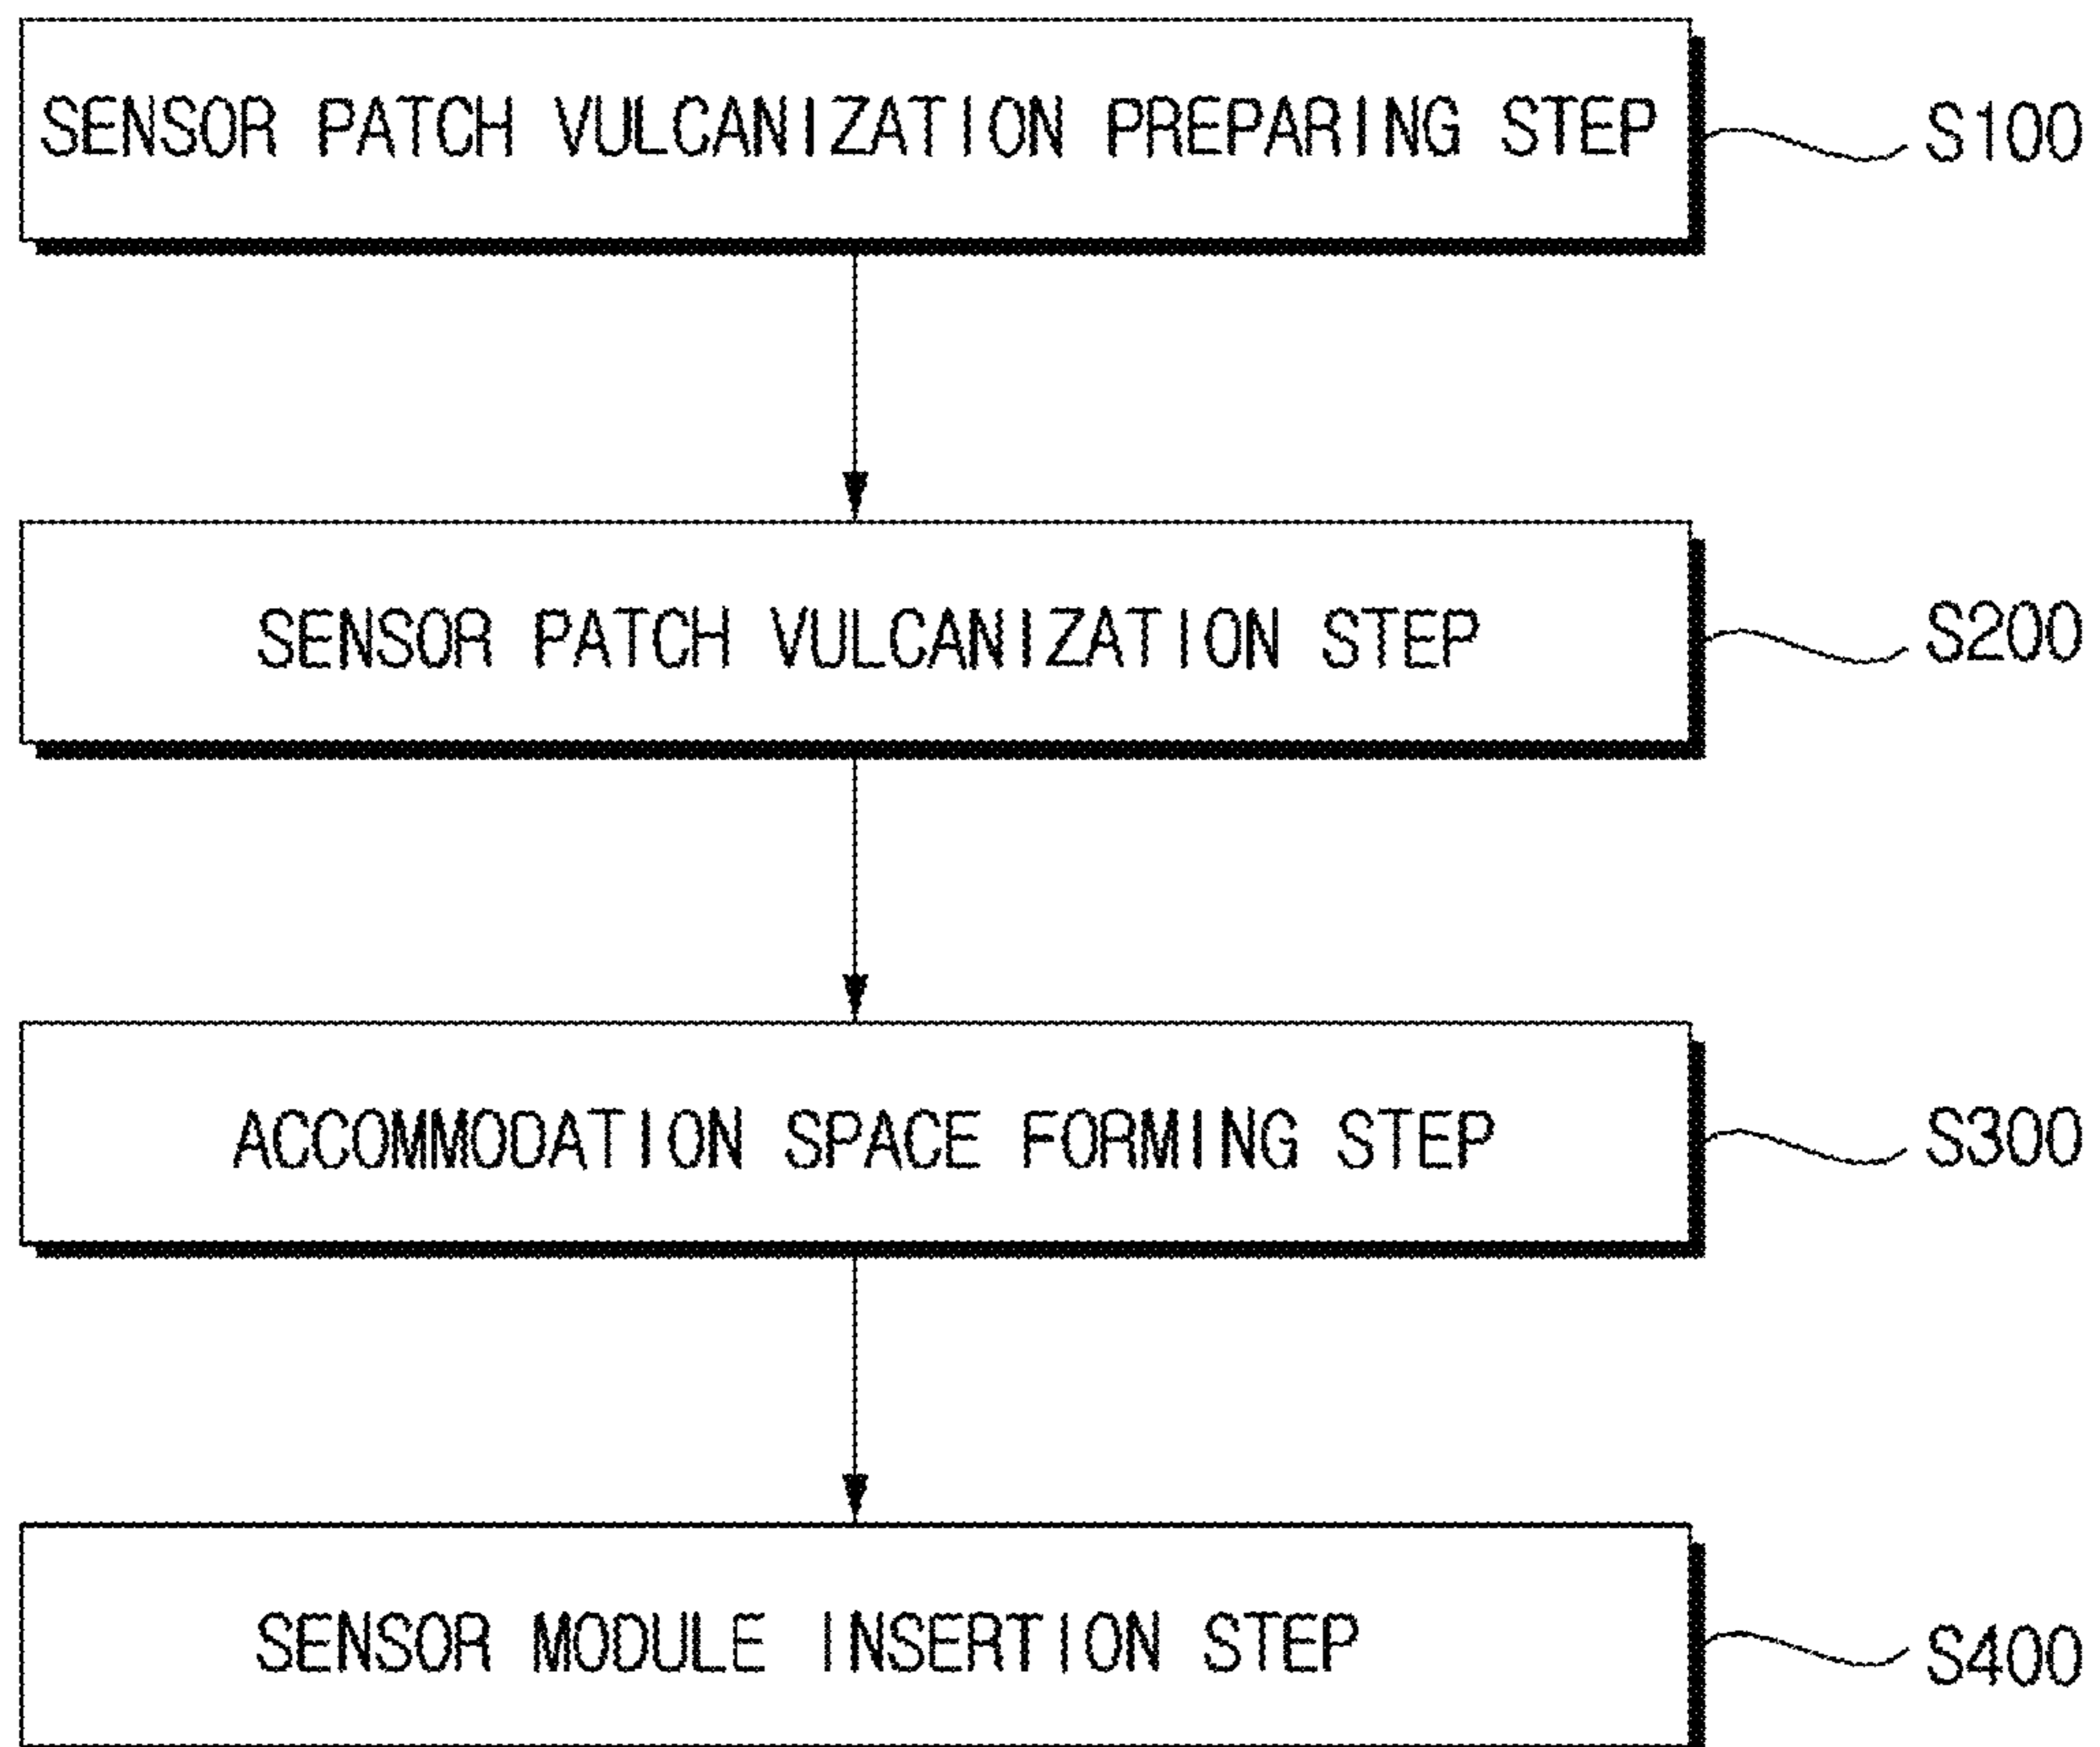 SENSOR PATCH VULCANIZATION PREPARING STEP S100
SENSOR PATCH VULCANIZATION STEP S200
ACCOMMODATION SPACE FORMING STEP S300
SENSOR MODULE INSERTION STEP S400